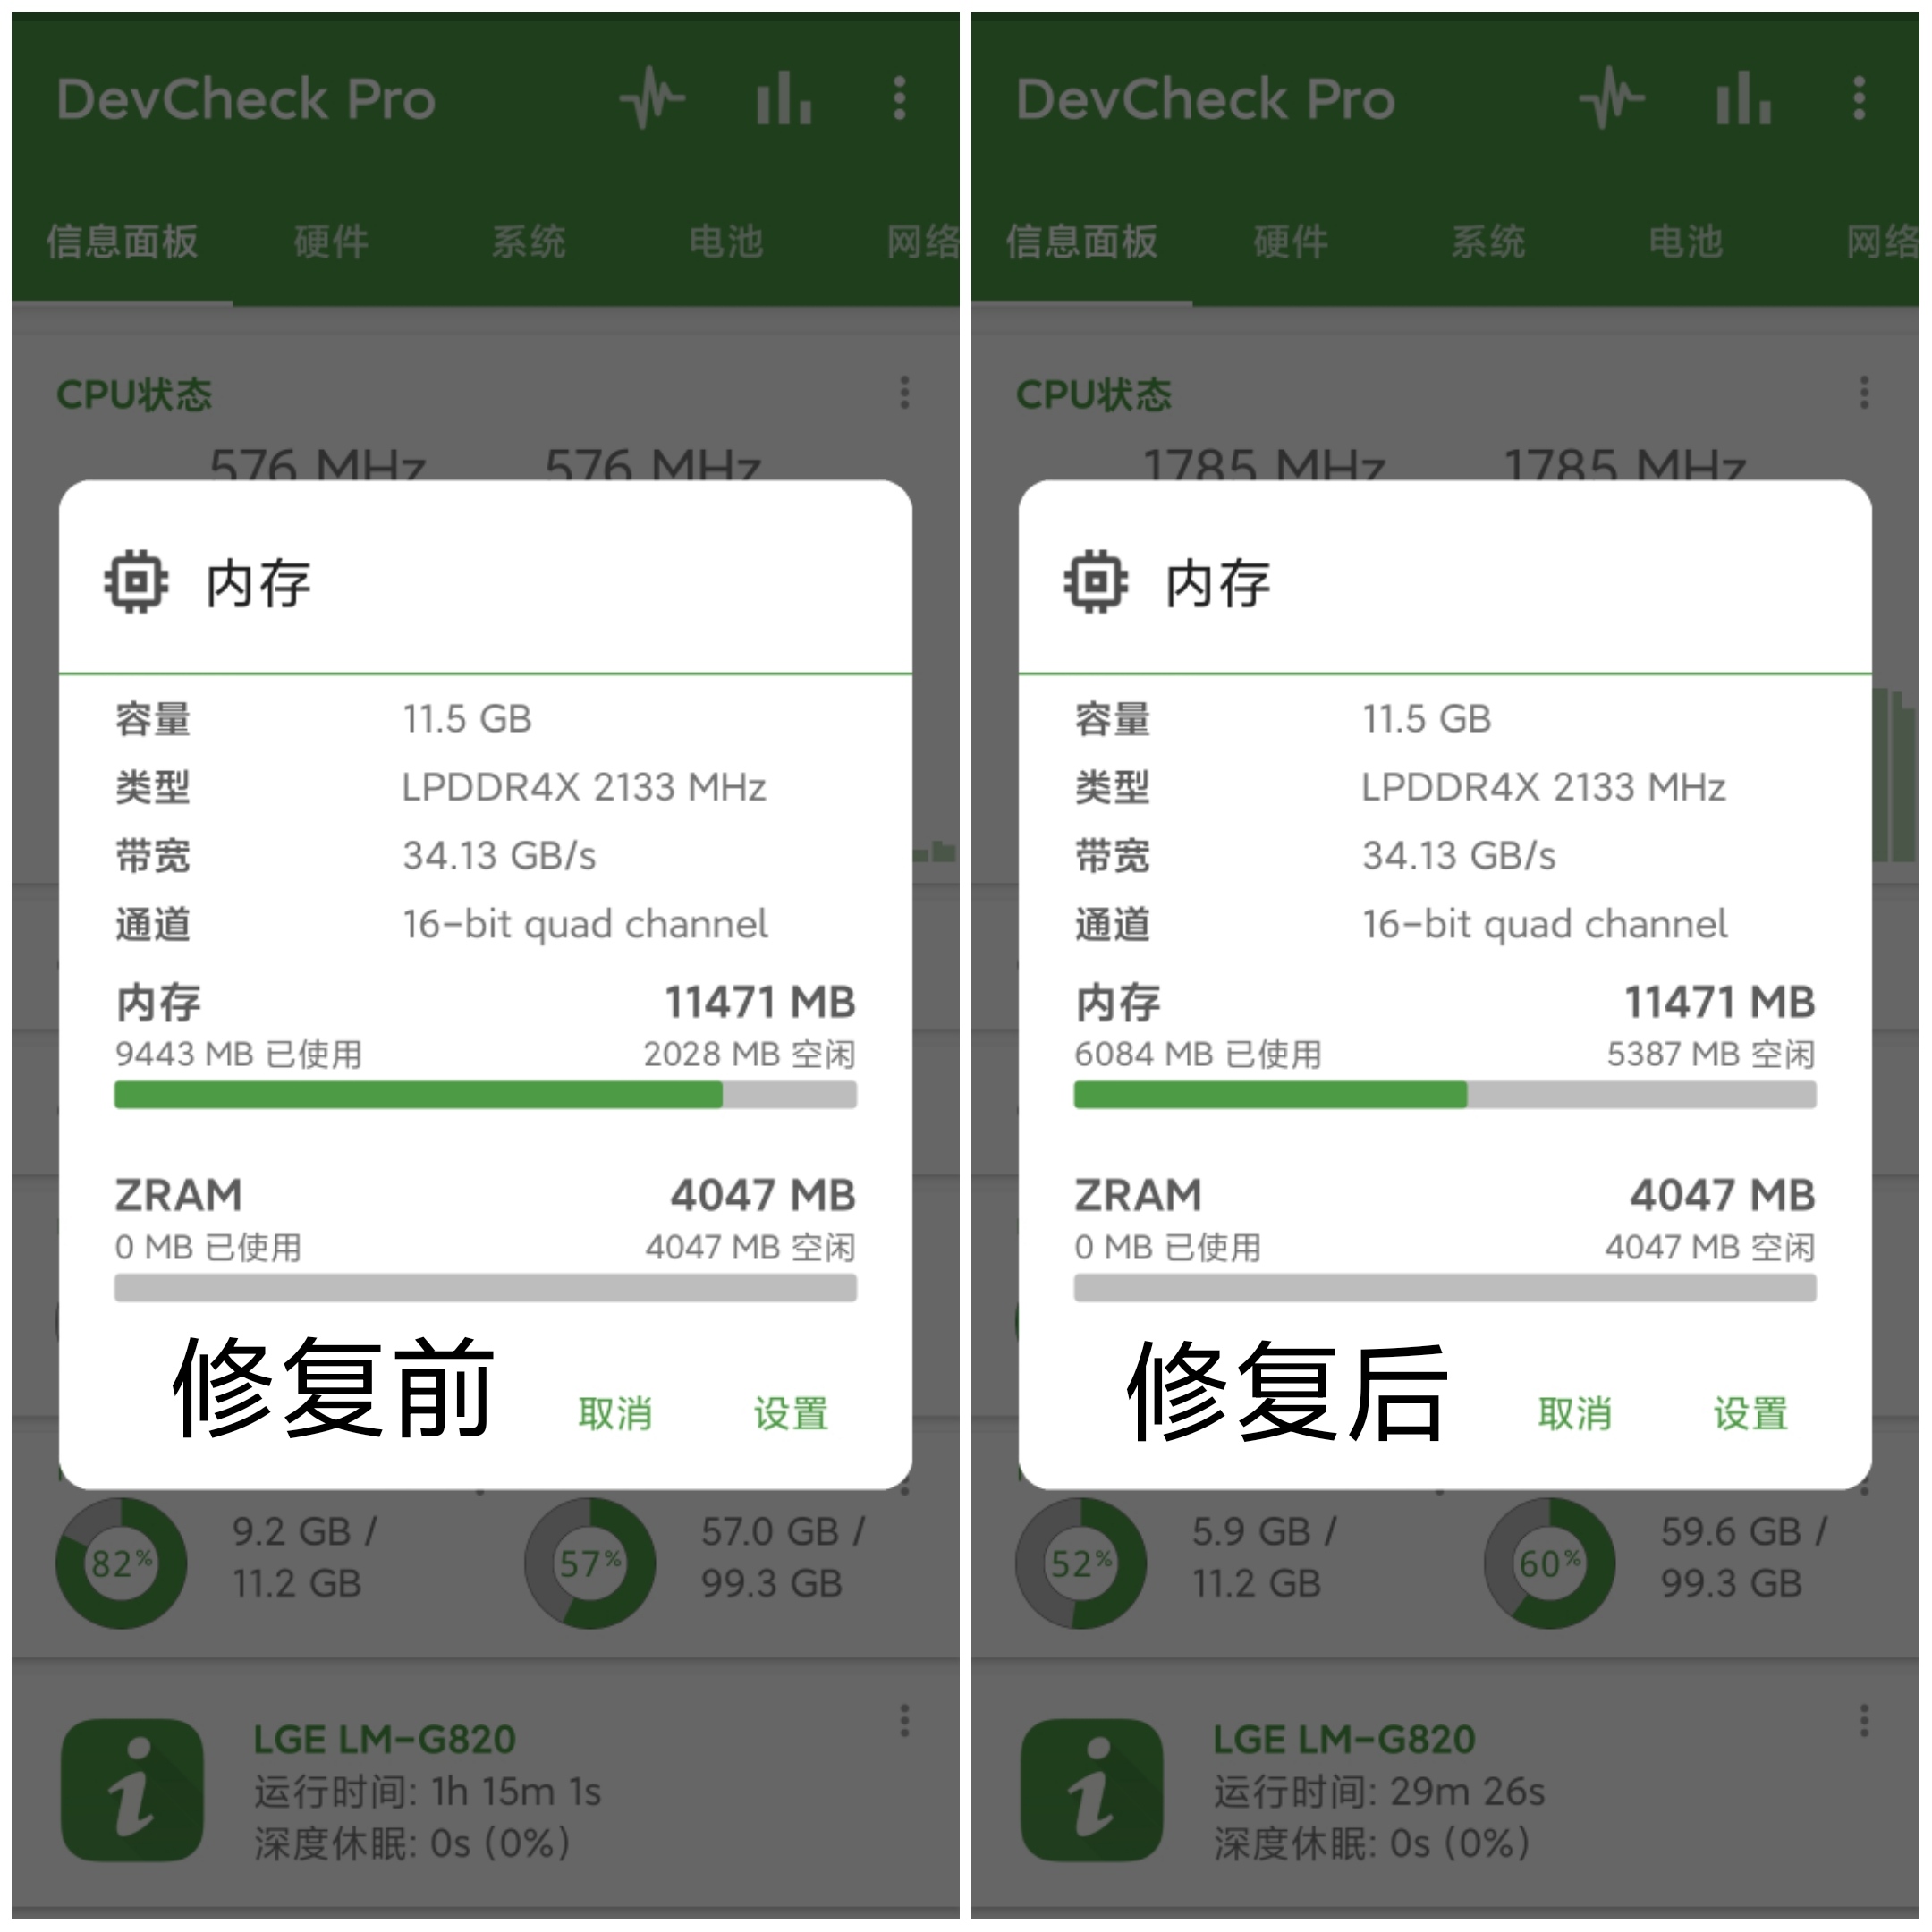 DevCheck Pro
信息面板 硬件 系统 电池 网络
CPU状态
576 MHz 576 MHz
内存
容量 11.5 GB
类型 LPDDR4X 2133 MHz
带宽 34.13 GB/s
通道 16-bit quad channel
内存 11471 MB
9443 MB 已使用 2028 MB 空闲
ZRAM 4047 MB
0 MB 已使用 4047 MB 空闲
修复前 取消 设置
82% 9.2 GB / 57% 57.0 GB /
11.2 GB 99.3 GB
LGE LM-G820
运行时间: 1h 15m 1s
深度休眠: 0s (0%)
DevCheck Pro
信息面板 硬件 系统 电池 网络
CPU状态
1785 MHz 1785 MHz
内存
容量 11.5 GB
类型 LPDDR4X 2133 MHz
带宽 34.13 GB/s
通道 16-bit quad channel
内存 11471 MB
6084 MB 已使用 5387 MB 空闲
ZRAM 4047 MB
0 MB 已使用 4047 MB 空闲
修复后 取消 设置
52% 5.9 GB / 60% 59.6 GB /
11.2 GB 99.3 GB
LGE LM-G820
运行时间: 29m 26s
深度休眠: 0s (0%)